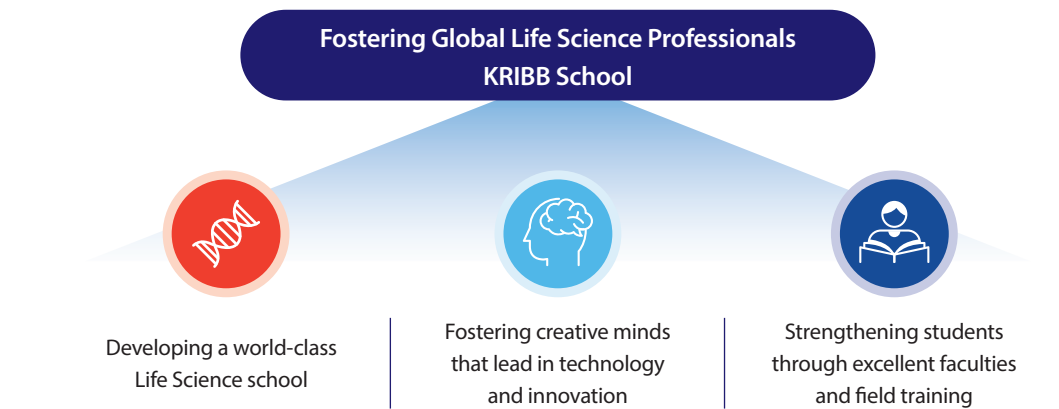 Fostering Global Life Science Professionals
KRIBB School
Developing a world-class
Life Science school
Fostering creative minds
that lead in technology
and innovation
Strengthening students
through excellent faculties
and field training